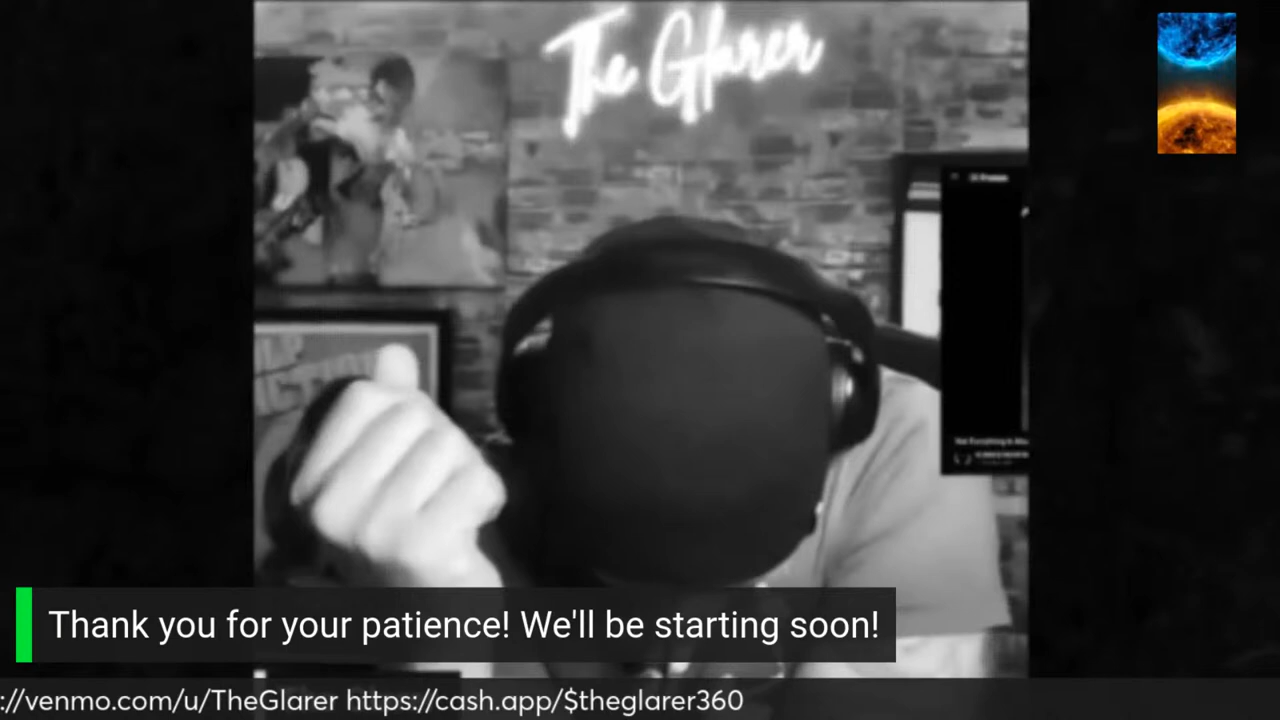 The Glarer
Thank you for your patience! We'll be starting soon!
://venmo.com/u/TheGlarer https://cash.app/$theglarer360